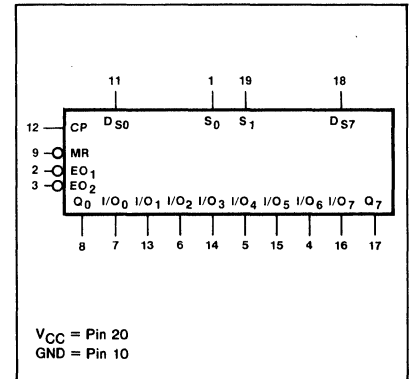 11 1 19 18
D S0 S0 S1 D S7
12 CP
9 MR
2 EO1
3 EO2
Q0 I/O0 I/O1 I/O2 I/O3 I/O4 I/O5 I/O6 I/O7 Q7
8 7 13 6 14 5 15 4 16 17
VCC = Pin 20
GND = Pin 10